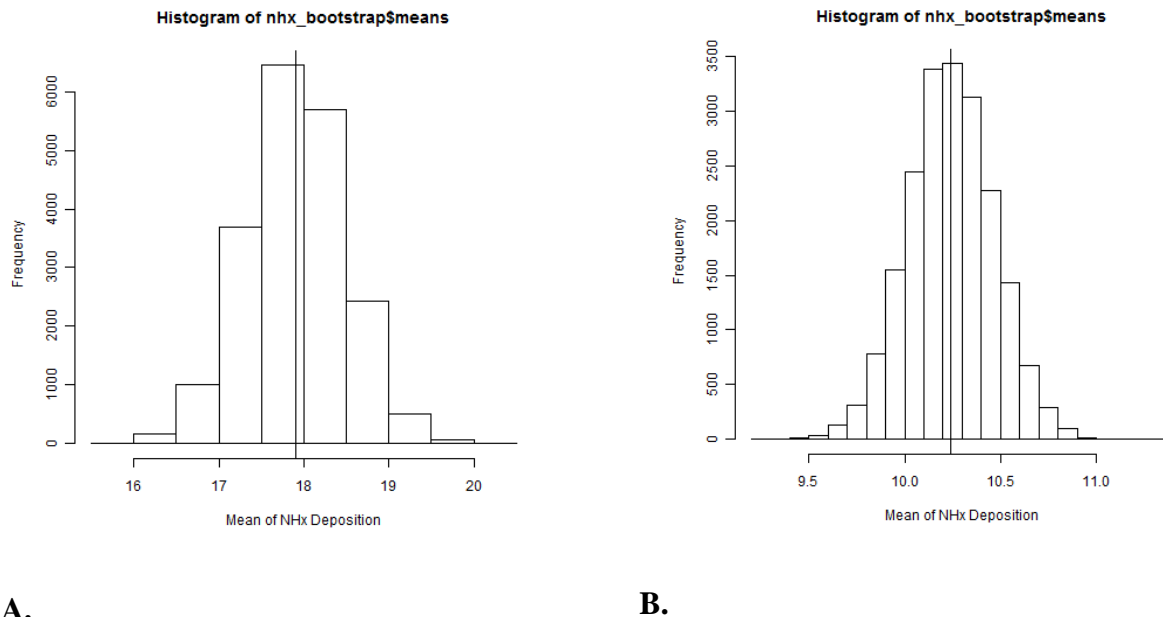 Histogram of nhx_bootstrap$means
6000
5000
4000
3000
2000
1000
0
Frequency
16 17 18 19 20
Mean of NHx Deposition
A.
Histogram of nhx_bootstrap$means
3500
3000
2500
2000
1500
1000
500
0
Frequency
9.5 10.0 10.5 11.0
Mean of NHx Deposition
B.